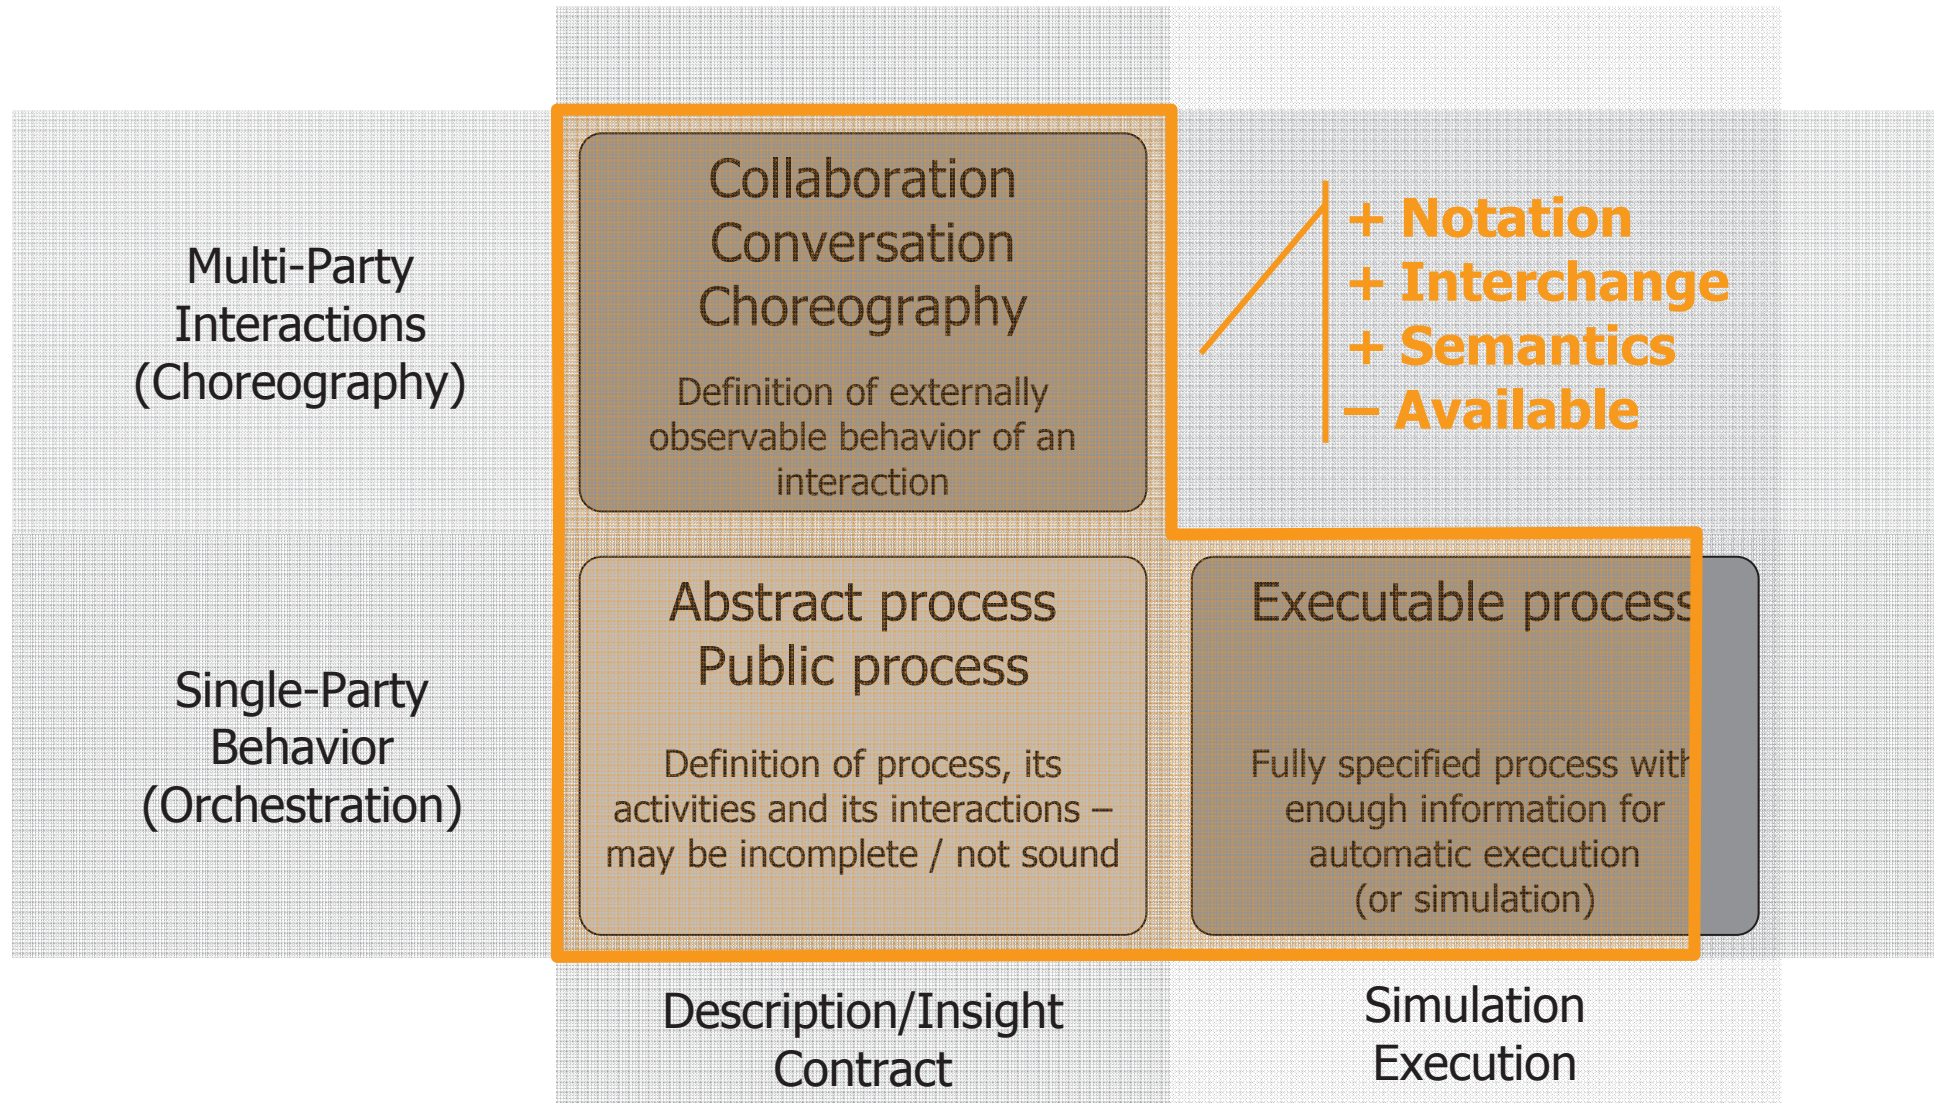 Multi-Party
Interactions
(Choreography)
Collaboration
Conversation
Choreography
Definition of externally
observable behavior of an
interaction
+ Notation
+ Interchange
+ Semantics
– Available
Single-Party
Behavior
(Orchestration)
Abstract process
Public process
Definition of process, its
activities and its interactions –
may be incomplete / not sound
Executable process
Fully specified process with
enough information for
automatic execution
(or simulation)
Description/Insight
Contract
Simulation
Execution